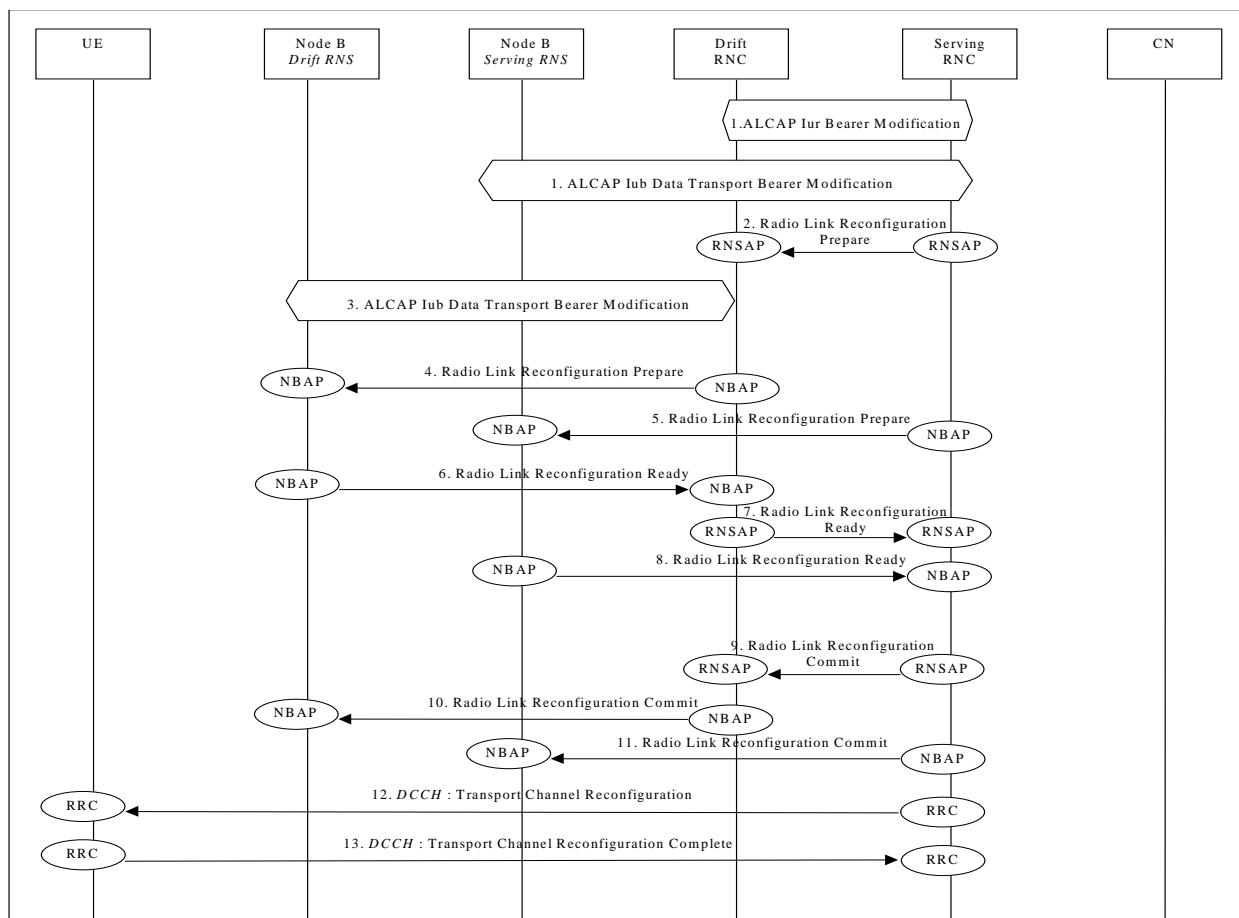 UE
Node B
Drift RNS
Node B
Serving RNS
Drift
RNC
Serving
RNC
CN
1.ALCAP Iur Bearer Modification
1. ALCAP Iub Data Transport Bearer Modification
2. Radio Link Reconfiguration
Prepare
RNSAP
RNSAP
3. ALCAP Iub Data Transport Bearer Modification
NBAP
4. Radio Link Reconfiguration Prepare
NBAP
NBAP
5. Radio Link Reconfiguration Prepare
NBAP
NBAP
6. Radio Link Reconfiguration Ready
NBAP
7. Radio Link Reconfiguration
Ready
RNSAP
RNSAP
NBAP
8. Radio Link Reconfiguration Ready
NBAP
9. Radio Link Reconfiguration
Commit
RNSAP
RNSAP
NBAP
10. Radio Link Reconfiguration Commit
NBAP
NBAP
11. Radio Link Reconfiguration Commit
NBAP
RRC
12. DCCH : Transport Channel Reconfiguration
RRC
RRC
13. DCCH : Transport Channel Reconfiguration Complete
RRC